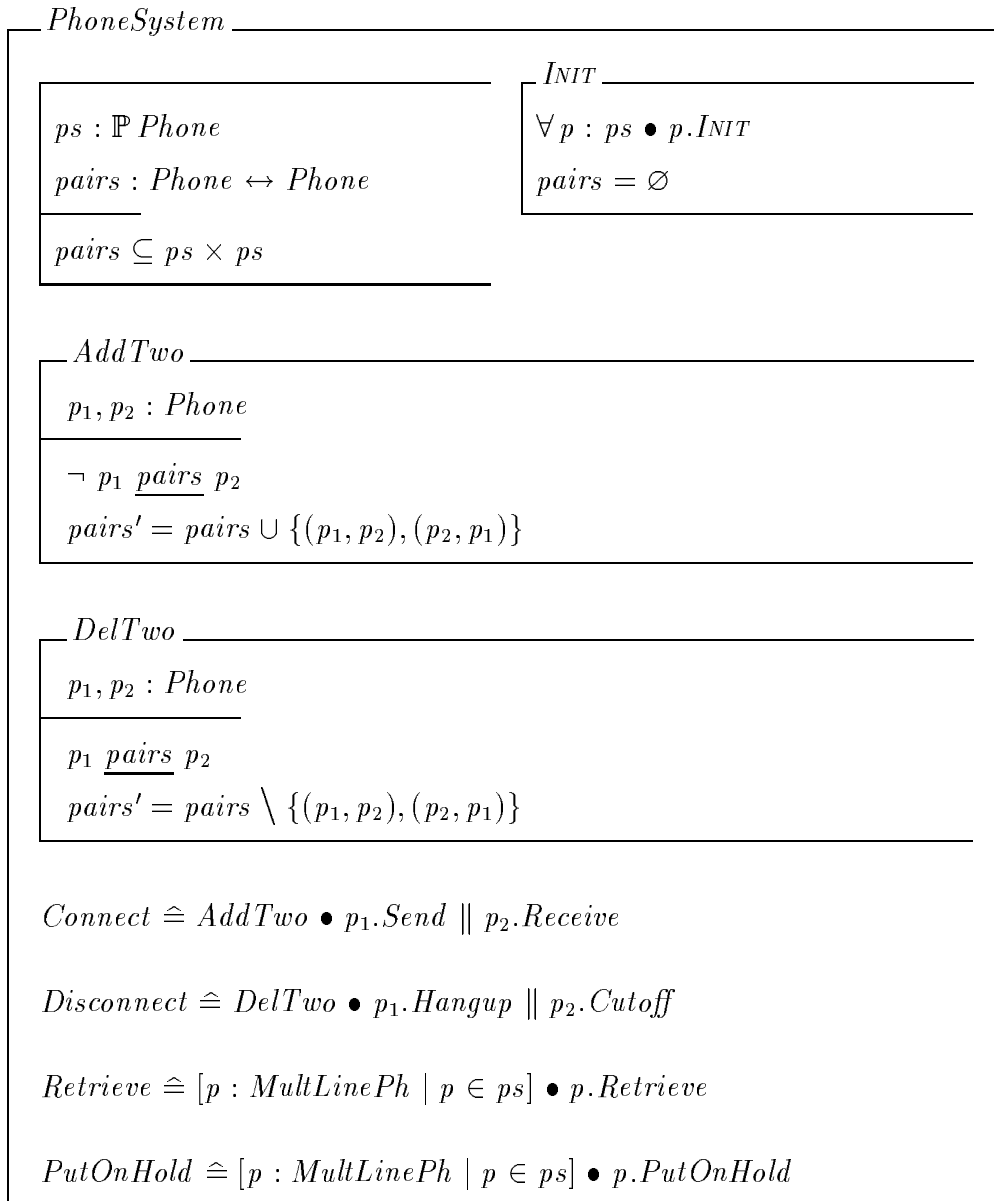 PhoneSystem
ps : ℙ Phone
pairs : Phone ↔ Phone
pairs ⊆ ps × ps
INIT
∀ p : ps • p.INIT
pairs = ∅
AddTwo
p₁, p₂ : Phone
¬ p₁ pairs p₂
pairs′ = pairs ∪ {(p₁, p₂), (p₂, p₁)}
DelTwo
p₁, p₂ : Phone
p₁ pairs p₂
pairs′ = pairs \ {(p₁, p₂), (p₂, p₁)}
Connect ≙ AddTwo • p₁.Send ∥ p₂.Receive
Disconnect ≙ DelTwo • p₁.Hangup ∥ p₂.Cutoff
Retrieve ≙ [p : MultLinePh | p ∈ ps] • p.Retrieve
PutOnHold ≙ [p : MultLinePh | p ∈ ps] • p.PutOnHold